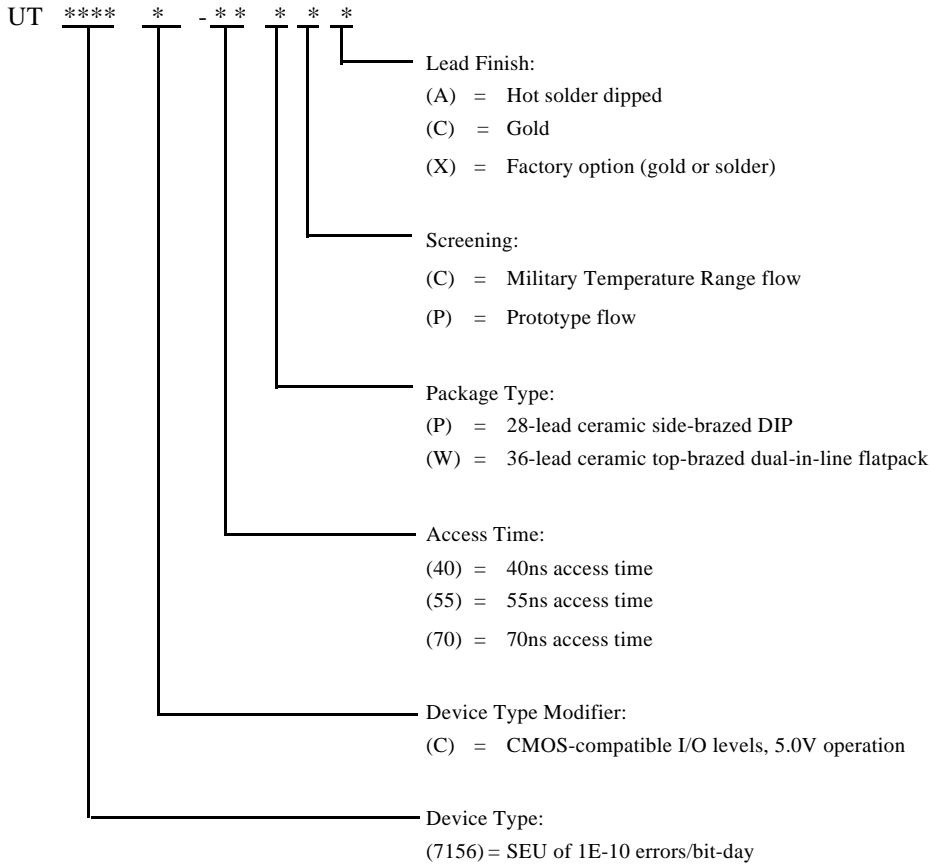 UT **** * - * * * * *
Lead Finish:
(A) = Hot solder dipped
(C) = Gold
(X) = Factory option (gold or solder)
Screening:
(C) = Military Temperature Range flow
(P) = Prototype flow
Package Type:
(P) = 28-lead ceramic side-brazed DIP
(W) = 36-lead ceramic top-brazed dual-in-line flatpack
Access Time:
(40) = 40ns access time
(55) = 55ns access time
(70) = 70ns access time
Device Type Modifier:
(C) = CMOS-compatible I/O levels, 5.0V operation
Device Type:
(7156) = SEU of 1E-10 errors/bit-day